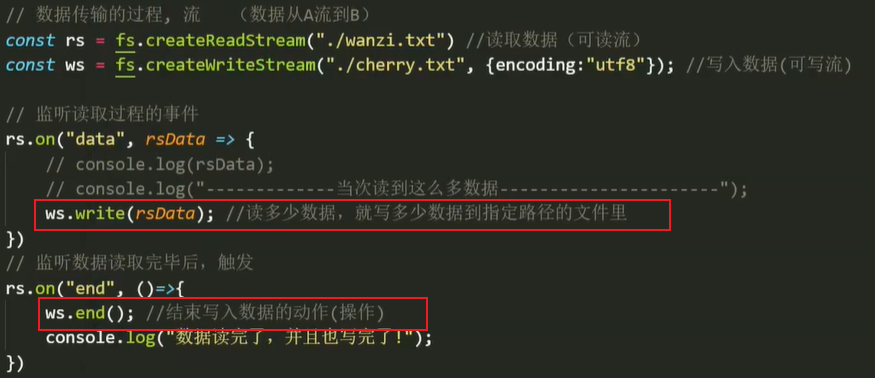 // 数据传输的过程, 流  （数据从A流到B）
const rs = fs.createReadStream("./wanzi.txt") //读取数据（可读流）
const ws = fs.createWriteStream("./cherry.txt", {encoding:"utf8"}); //写入数据(可写流)
// 监听读取过程的事件
rs.on("data", rsData => {
// console.log(rsData);
// console.log("-------------当次读到这么多数据----------------------");
ws.write(rsData); //读多少数据，就写多少数据到指定路径的文件里
})
// 监听数据读取完毕后，触发
rs.on("end", ()=>{
ws.end(); //结束写入数据的动作(操作)
console.log("数据读完了，并且也写完了!");
})